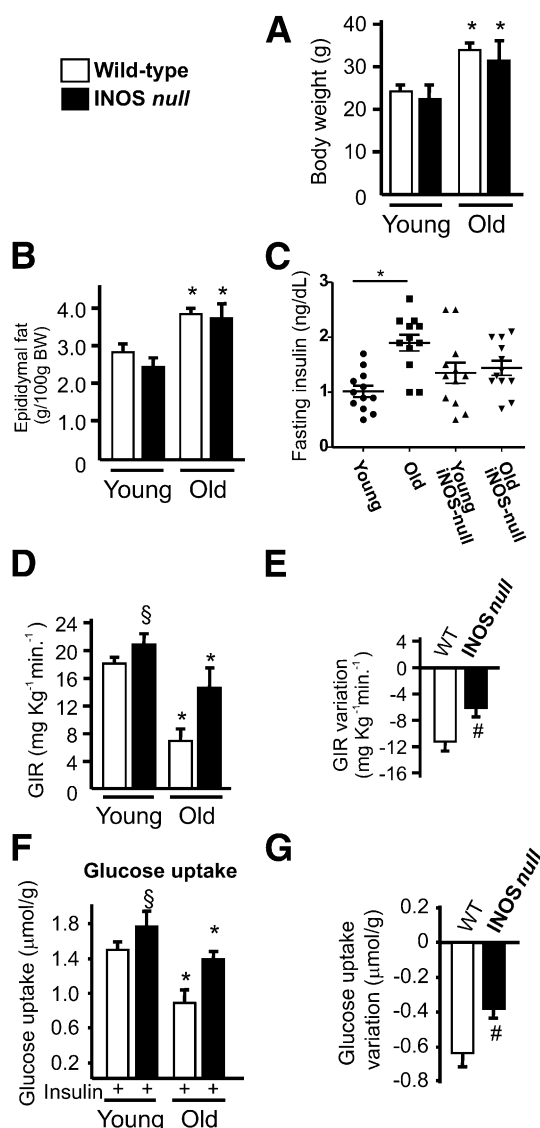 Wild-type
INOS null
A
Body weight (g)
40
30
20
10
0
* *
Young Old
B
Epididymal fat
(g/100g BW)
4.0
3.0
2.0
1.0
0
* *
Young Old
C
Fasting insulin (ng/dL)
3
2
1
0
*
Young
Old
Young
iNOS-null
Old
iNOS-null
D
GIR (mg Kg-1min.-1)
24
20
16
12
8
4
0
§
*
*
Young Old
E
GIR variation
(mg Kg-1min.-1)
4
0
-4
-8
-12
-16
WT
INOS null
#
F
Glucose uptake
Glucose uptake (μmol/g)
1.8
1.4
1.0
0.6
0.2
§
*
*
Insulin + + + +
Young Old
G
Glucose uptake
variation (μmol/g)
0.2
0
-0.2
-0.4
-0.6
-0.8
WT
INOS null
#